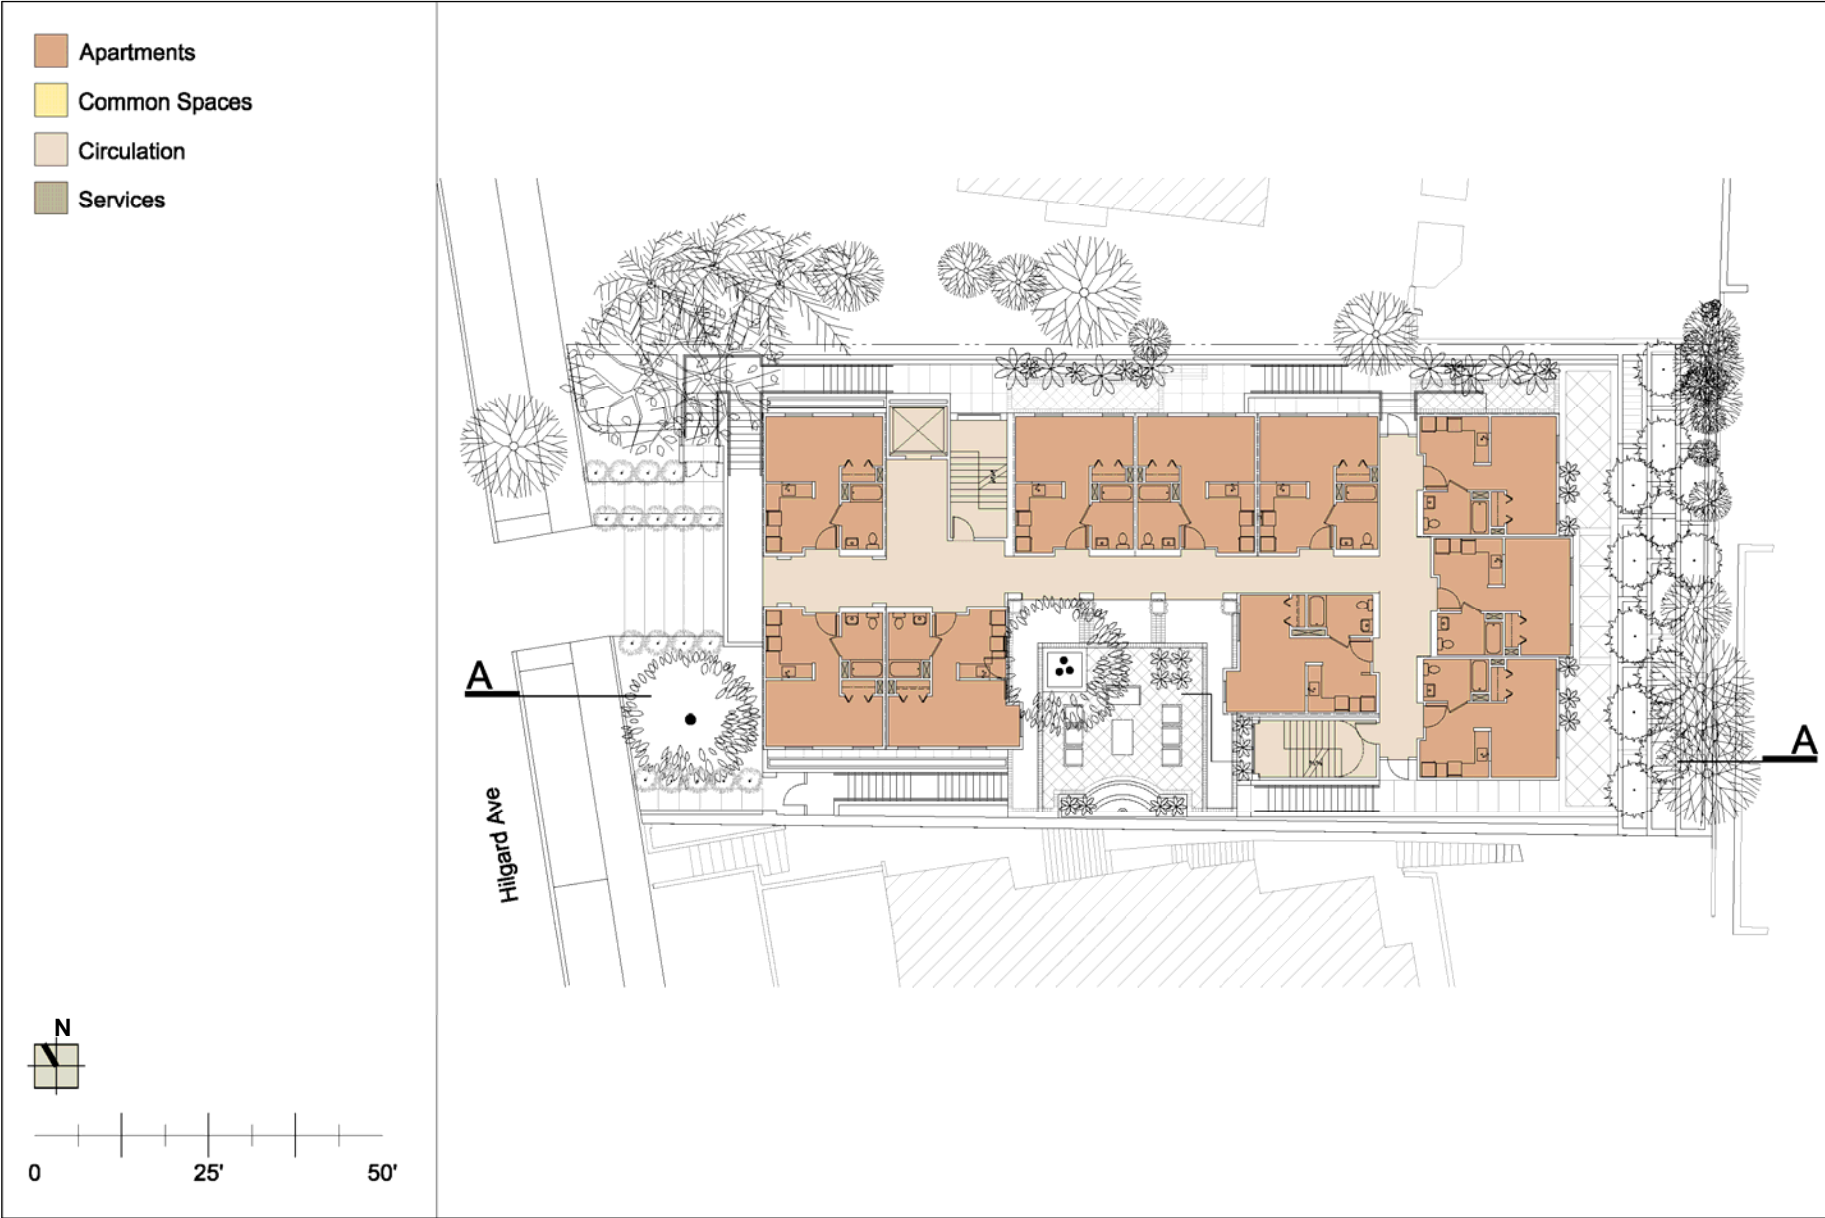 Apartments
Common Spaces
Circulation
Services
A
A
Hilgard Ave
N
0 25' 50'